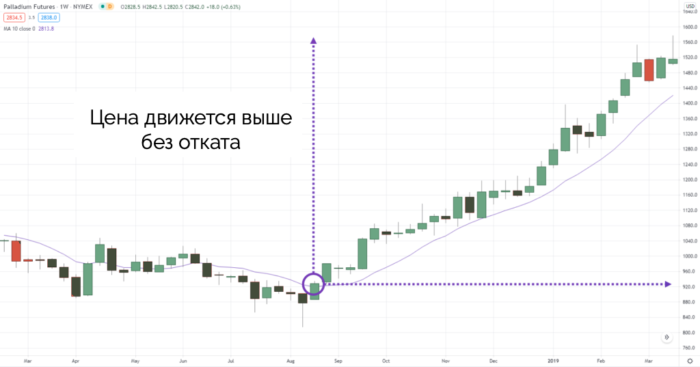 Palladium Futures · 1W · NYMEX
O2828.5 H2842.5 L2820.5 C2842.0 +18.0 (+0.63%)
USD
2834.5 3.5 2838.0
MA 10 close 0 2813.8
Цена движется выше
без отката
1640.0
1600.0
1560.0
1520.0
1480.0
1440.0
1400.0
1360.0
1320.0
1280.0
1240.0
1200.0
1160.0
1120.0
1080.0
1040.0
1000.0
960.0
920.0
880.0
840.0
800.0
760.0
Мar Apr May Jun Jul Aug Sep Oct Nov Dec 2019 Feb Mar